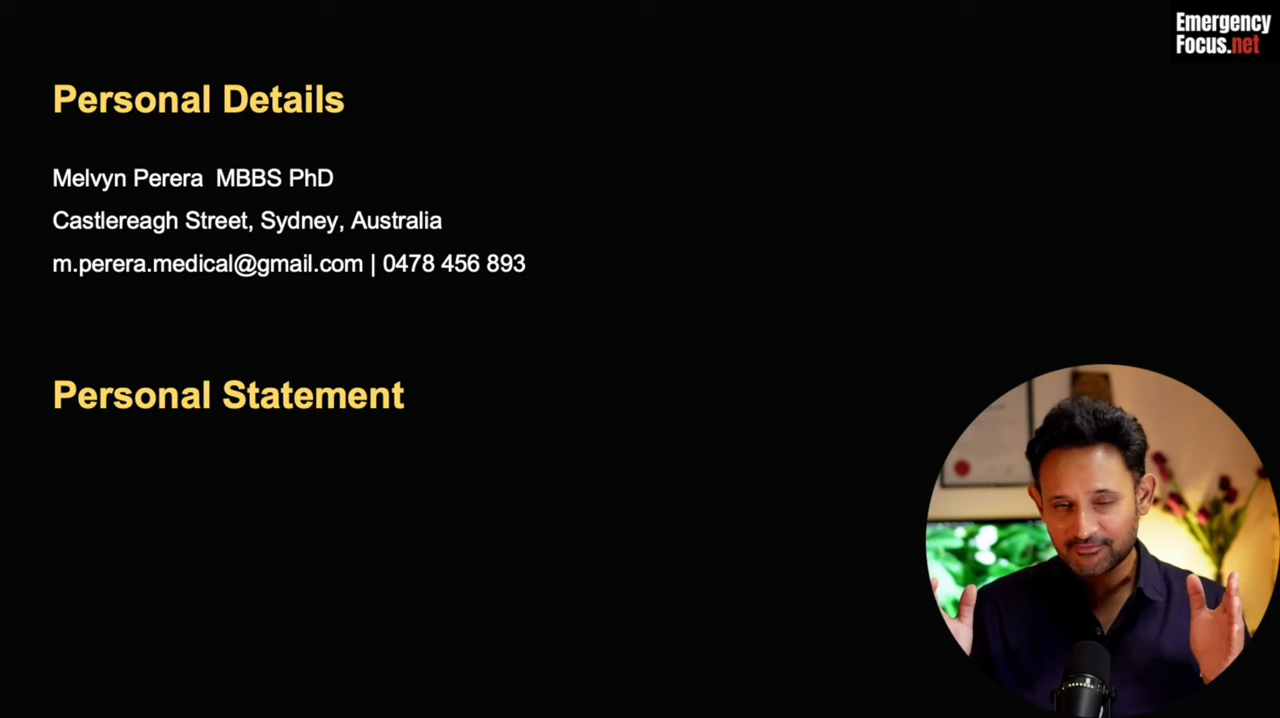 Emergency
Focus.net
Personal Details
Melvyn Perera MBBS PhD
Castlereagh Street, Sydney, Australia
m.perera.medical@gmail.com | 0478 456 893
Personal Statement